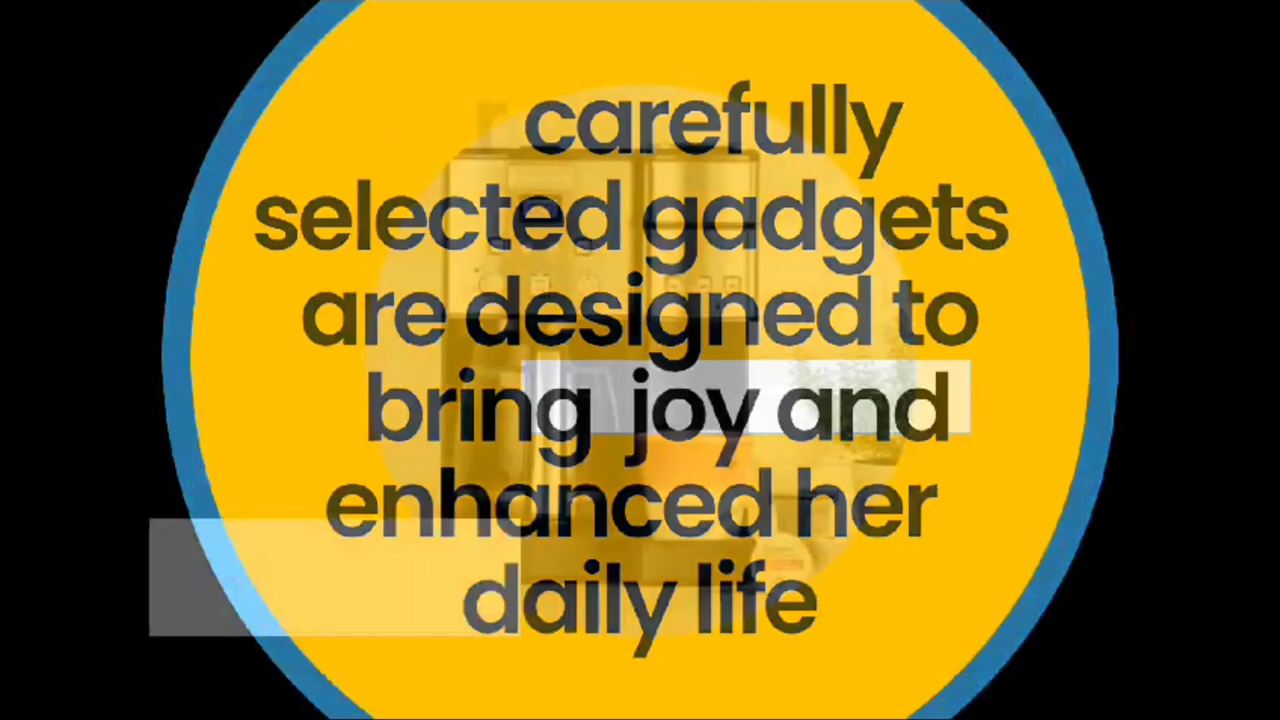 carefully
selected gadgets
are designed to
bring joy and
enhanced her
daily life